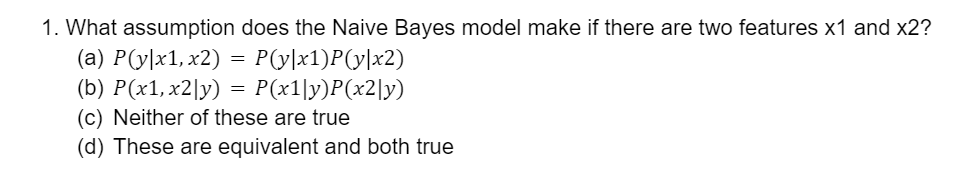 1. What assumption does the Naive Bayes model make if there are two features x1 and x2?
(a) P(y|x1, x2) = P(y|x1)P(y|x2)
(b) P(x1, x2|y) = P(x1|y)P(x2|y)
(c) Neither of these are true
(d) These are equivalent and both true